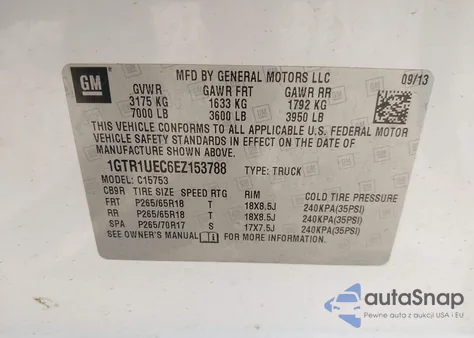 GM
MFD BY GENERAL MOTORS LLC 09/13
GVWR GAWR FRT GAWR RR
3175 KG 1633 KG 1792 KG
7000 LB 3600 LB 3950 LB
THIS VEHICLE CONFORMS TO ALL APPLICABLE U.S. FEDERAL MOTOR
VEHICLE SAFETY STANDARDS IN EFFECT ON THE DATE
OF MANUFACTURE SHOWN ABOVE.
1GTR1UEC6EZ153788 TYPE: TRUCK
MODEL: C15753
CB9R TIRE SIZE SPEED RTG RIM COLD TIRE PRESSURE
FRT P265/65R18 T 18X8.5J 240KPA(35PSI)
RR P265/65R18 T 18X8.5J 240KPA(35PSI)
SPA P265/70R17 S 17X7.5J 240KPA(35PSI)
SEE OWNER'S MANUAL FOR MORE INFORMATION.
autoSnap
Pewne auta z aukcji USA i EU